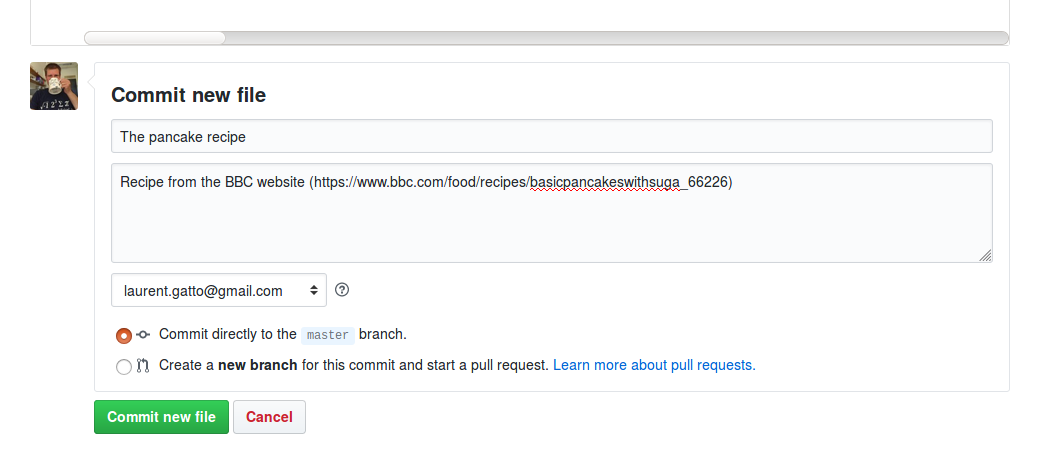 Commit new file
The pancake recipe
Recipe from the BBC website (https://www.bbc.com/food/recipes/basicpancakeswithsuga_66226)
laurent.gatto@gmail.com
Commit directly to the master branch.
Create a new branch for this commit and start a pull request. Learn more about pull requests.
Commit new file Cancel